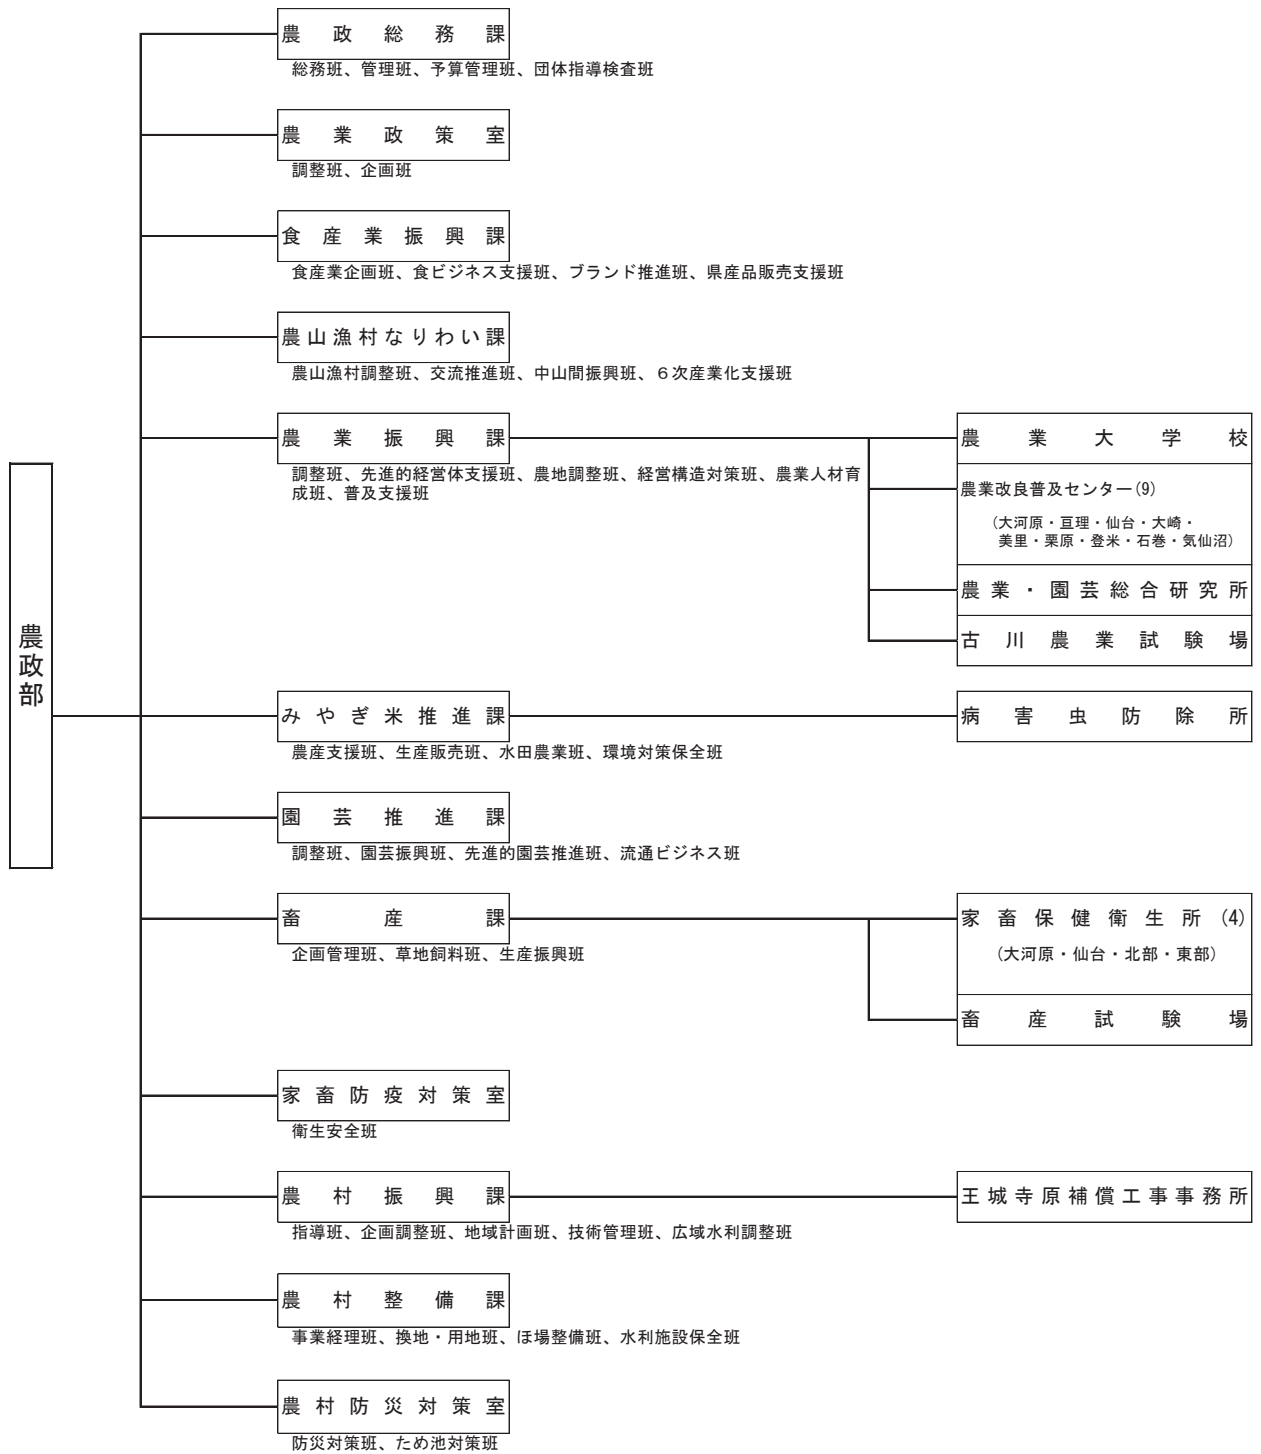 農政部
農政総務課
総務班、管理班、予算管理班、団体指導検査班
農業政策室
調整班、企画班
食産業振興課
食産業企画班、食ビジネス支援班、ブランド推進班、県産品販売支援班
農山漁村なりわい課
農山漁村調整班、交流推進班、中山間振興班、６次産業化支援班
農業振興課
調整班、先進的経営体支援班、農地調整班、経営構造対策班、農業人材育
成班、普及支援班
農業大学校
農業改良普及センター(9)
（大河原・亘理・仙台・大崎・
美里・栗原・登米・石巻・気仙沼）
農業・園芸総合研究所
古川農業試験場
みやぎ米推進課
農産支援班、生産販売班、水田農業班、環境対策保全班
病害虫防除所
園芸推進課
調整班、園芸振興班、先進的園芸推進班、流通ビジネス班
畜産課
企画管理班、草地飼料班、生産振興班
家畜保健衛生所(4)
（大河原・仙台・北部・東部）
畜産試験場
家畜防疫対策室
衛生安全班
農村振興課
指導班、企画調整班、地域計画班、技術管理班、広域水利調整班
王城寺原補償工事事務所
農村整備課
事業経理班、換地・用地班、ほ場整備班、水利施設保全班
農村防災対策室
防災対策班、ため池対策班